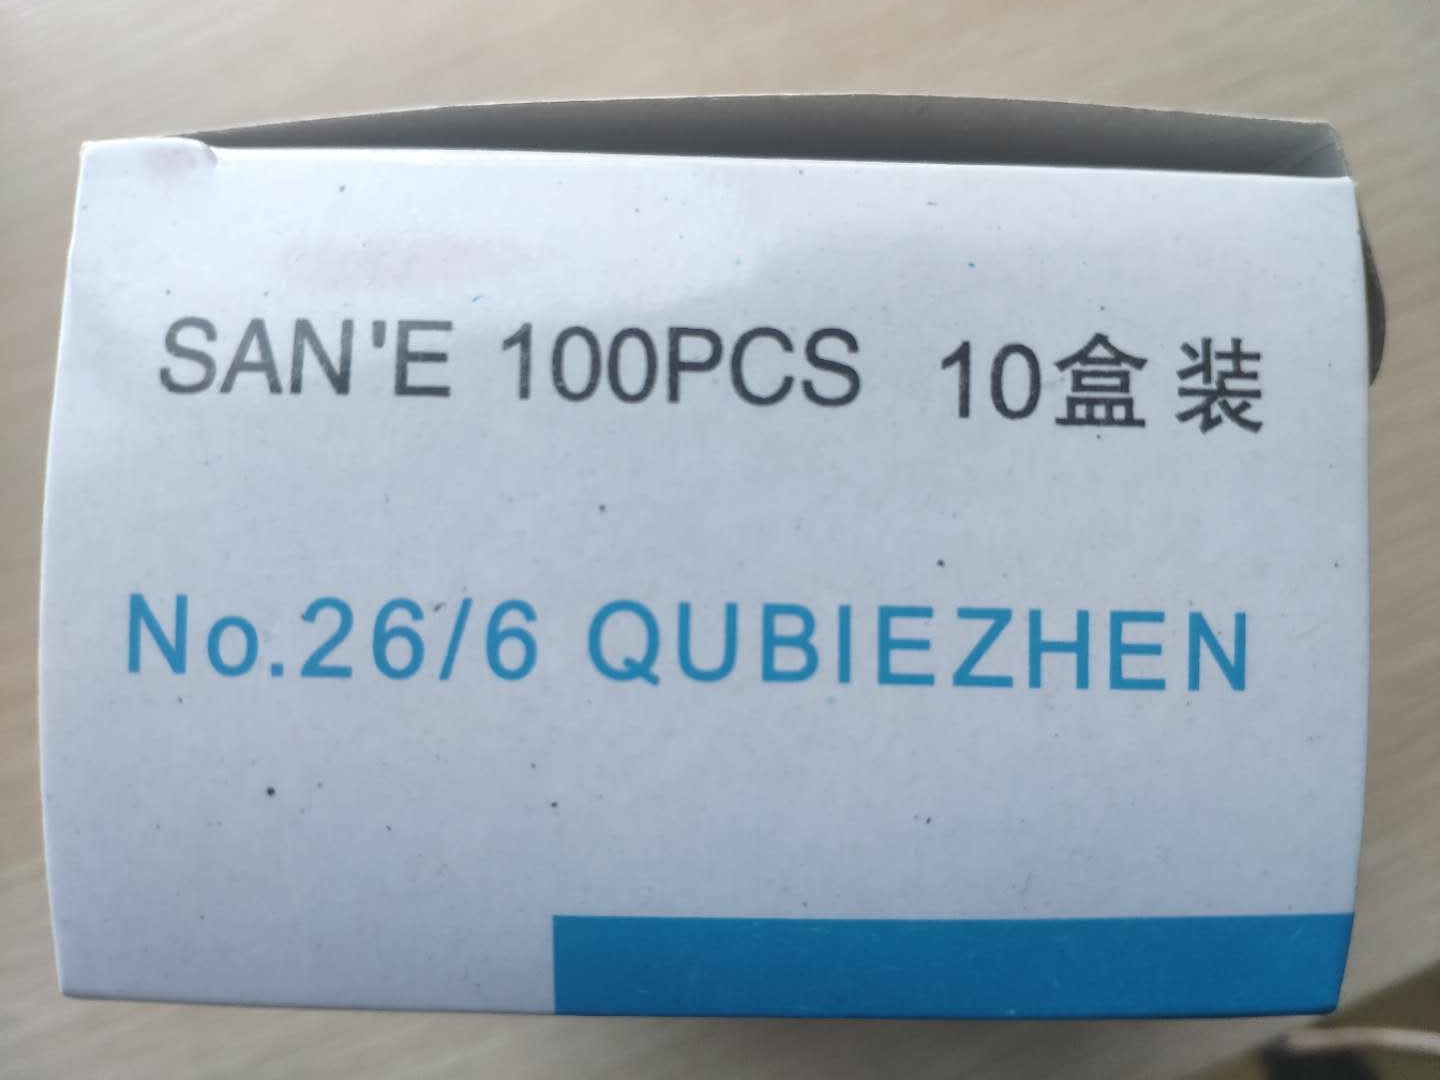 SAN'E 100PCS 10盒装
No.26/6 QUBIEZHEN